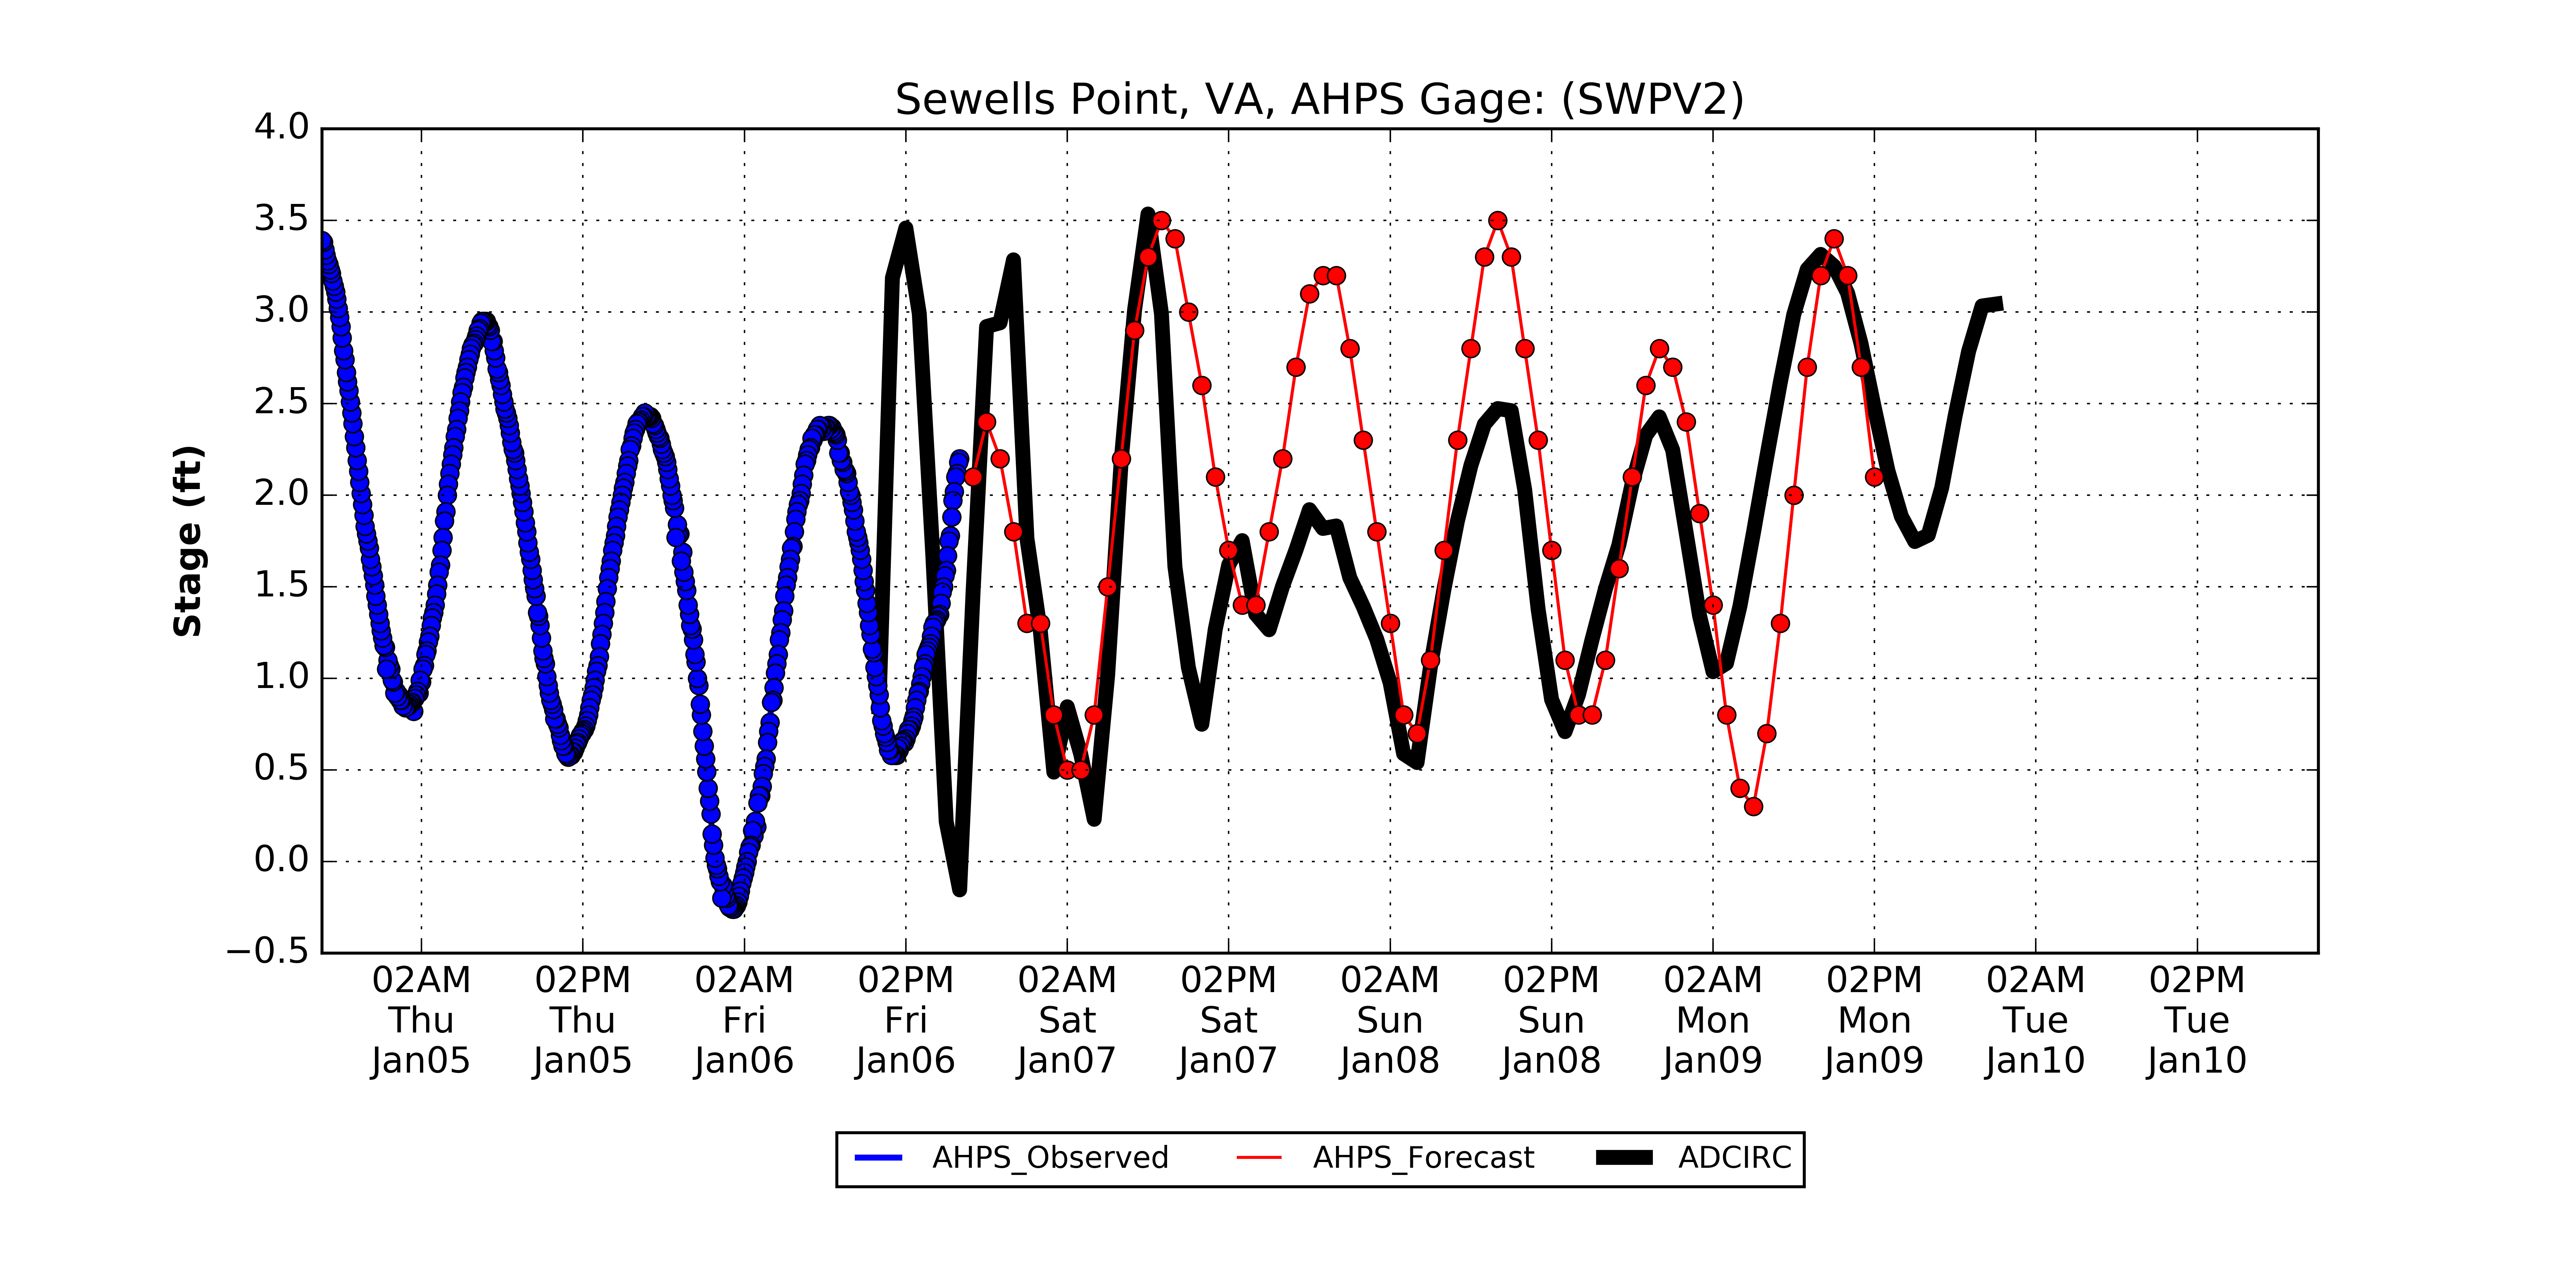 Sewells Point, VA, AHPS Gage: (SWPV2)
4.0
3.5
3.0
2.5
2.0
1.5
1.0
0.5
0.0
−0.5
Stage (ft)
02AM 02PM 02AM 02PM 02AM 02PM 02AM 02PM 02AM 02PM 02AM 02PM
Thu Thu Fri Fri Sat Sat Sun Sun Mon Mon Tue Tue
Jan05 Jan05 Jan06 Jan06 Jan07 Jan07 Jan08 Jan08 Jan09 Jan09 Jan10 Jan10
AHPS_Observed AHPS_Forecast ADCIRC